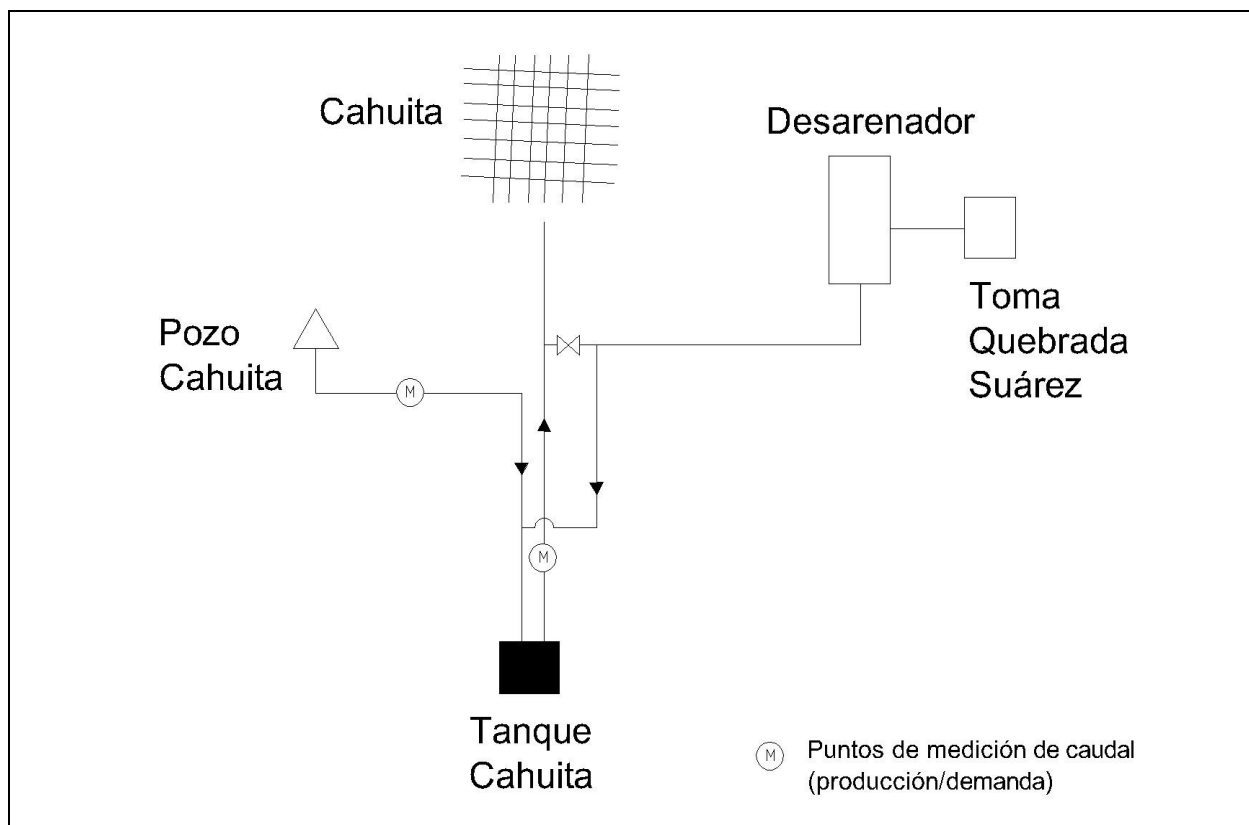 Cahuita
Desarenador
Toma
Quebrada
Suárez
Pozo
Cahuita
M
M
Tanque
Cahuita
M
Puntos de medición de caudal
(producción/demanda)